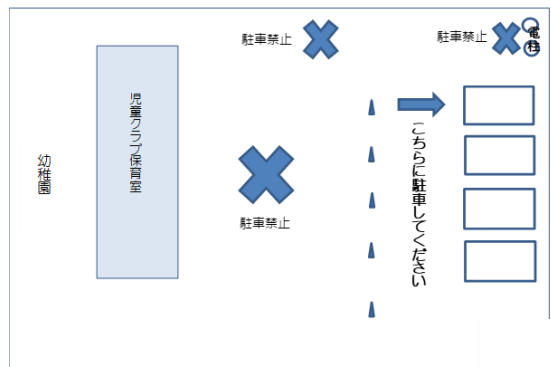 幼稚園
児童クラブ保育室
駐車禁止
駐車禁止
こちらに駐車してください
駐車禁止
電柱